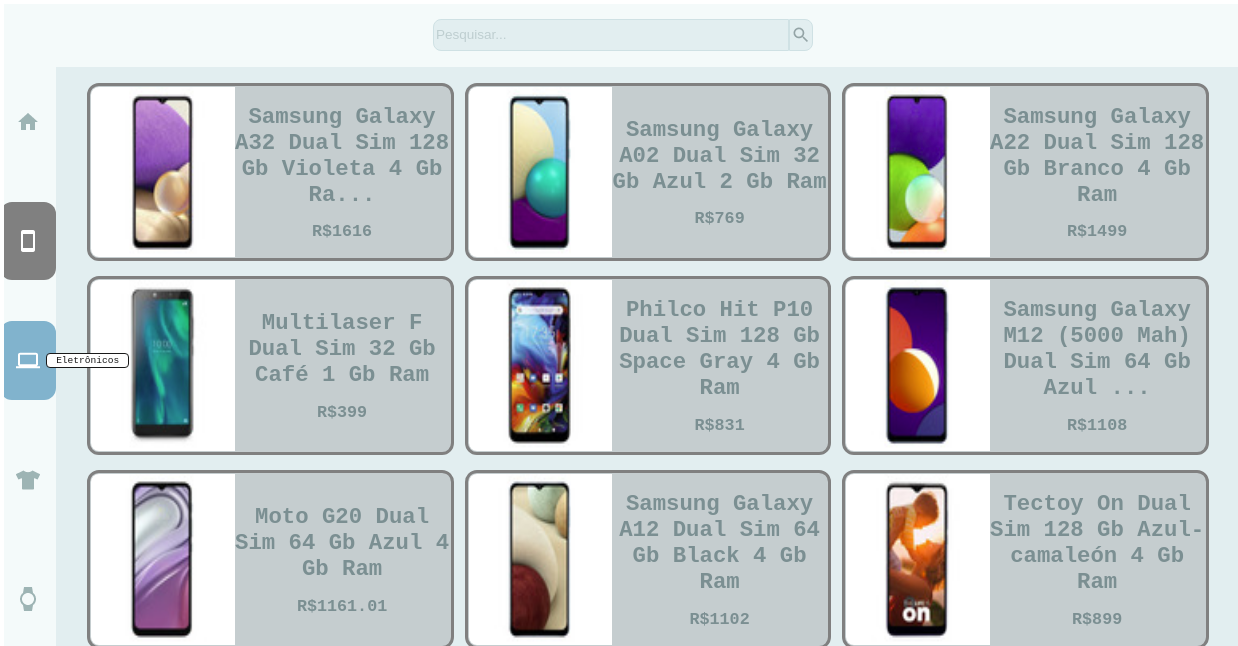 Pesquisar...
Samsung Galaxy
A32 Dual Sim 128
Gb Violeta 4 Gb
Ra...
R$1616
Samsung Galaxy
A02 Dual Sim 32
Gb Azul 2 Gb Ram
R$769
Samsung Galaxy
A22 Dual Sim 128
Gb Branco 4 Gb
Ram
R$1499
Eletrônicos
Multilaser F
Dual Sim 32 Gb
Café 1 Gb Ram
R$399
Philco Hit P10
Dual Sim 128 Gb
Space Gray 4 Gb
Ram
R$831
Samsung Galaxy
M12 (5000 Mah)
Dual Sim 64 Gb
Azul ...
R$1108
Moto G20 Dual
Sim 64 Gb Azul 4
Gb Ram
R$1161.01
Samsung Galaxy
A12 Dual Sim 64
Gb Black 4 Gb
Ram
R$1102
on
Tectoy On Dual
Sim 128 Gb Azul-
camaleón 4 Gb
Ram
R$899